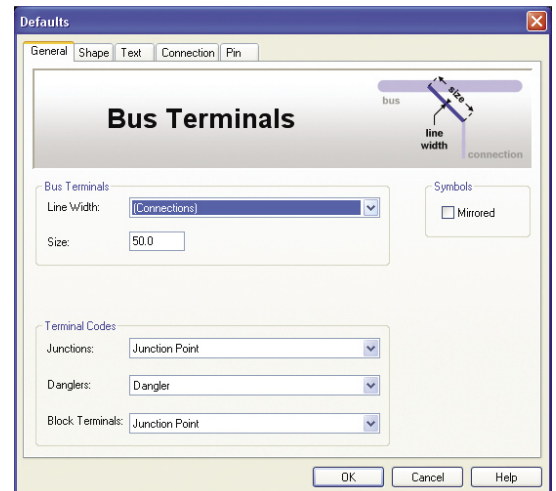 Defaults
General Shape Text Connection Pin
Bus Terminals
bus
size
line
width
connection
Bus Terminals
Line Width: (Connections)
Size: 50.0
Symbols
Mirrored
Terminal Codes
Junctions: Junction Point
Danglers: Dangler
Block Terminals: Junction Point
OK Cancel Help